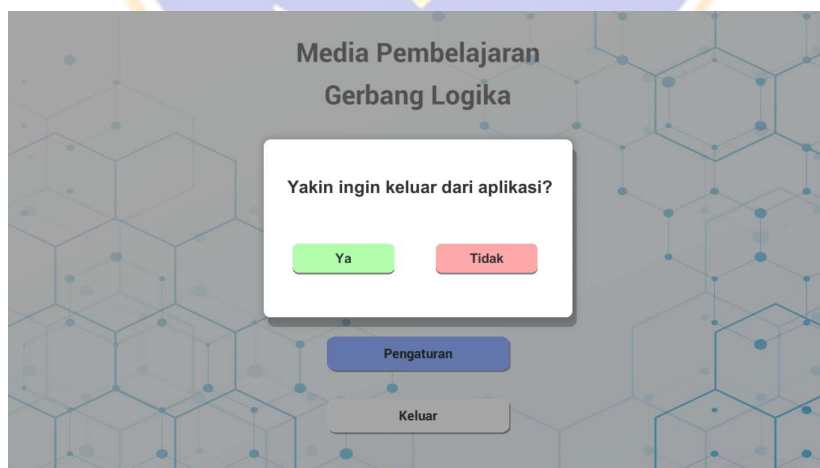 Media Pembelajaran
Gerbang Logika
Yakin ingin keluar dari aplikasi?
Ya Tidak
Pengaturan
Keluar